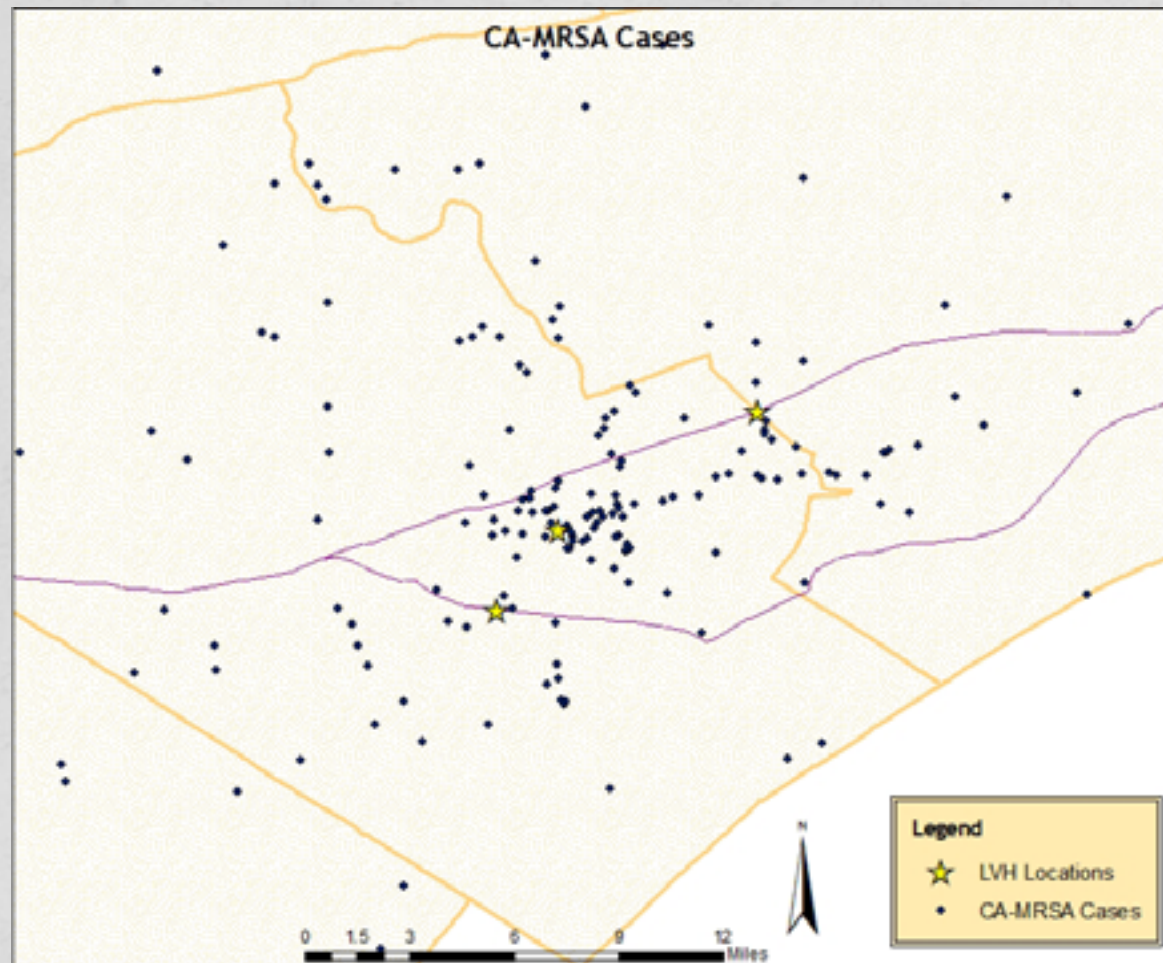 CA-MRSA Cases
N
Legend
LVH Locations
CA-MRSA Cases
0 1.5 3 6 9 12
Miles